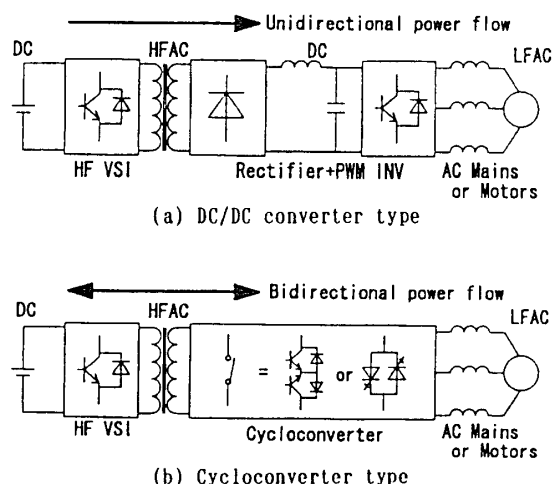 Unidirectional power flow
DC
HFAC
DC
LFAC
HF VSI
Rectifier+PWM INV
AC Mains
or Motors
(a) DC/DC converter type
Bidirectional power flow
DC
HFAC
LFAC
= or
HF VSI
Cycloconverter
AC Mains
or Motors
(b) Cycloconverter type